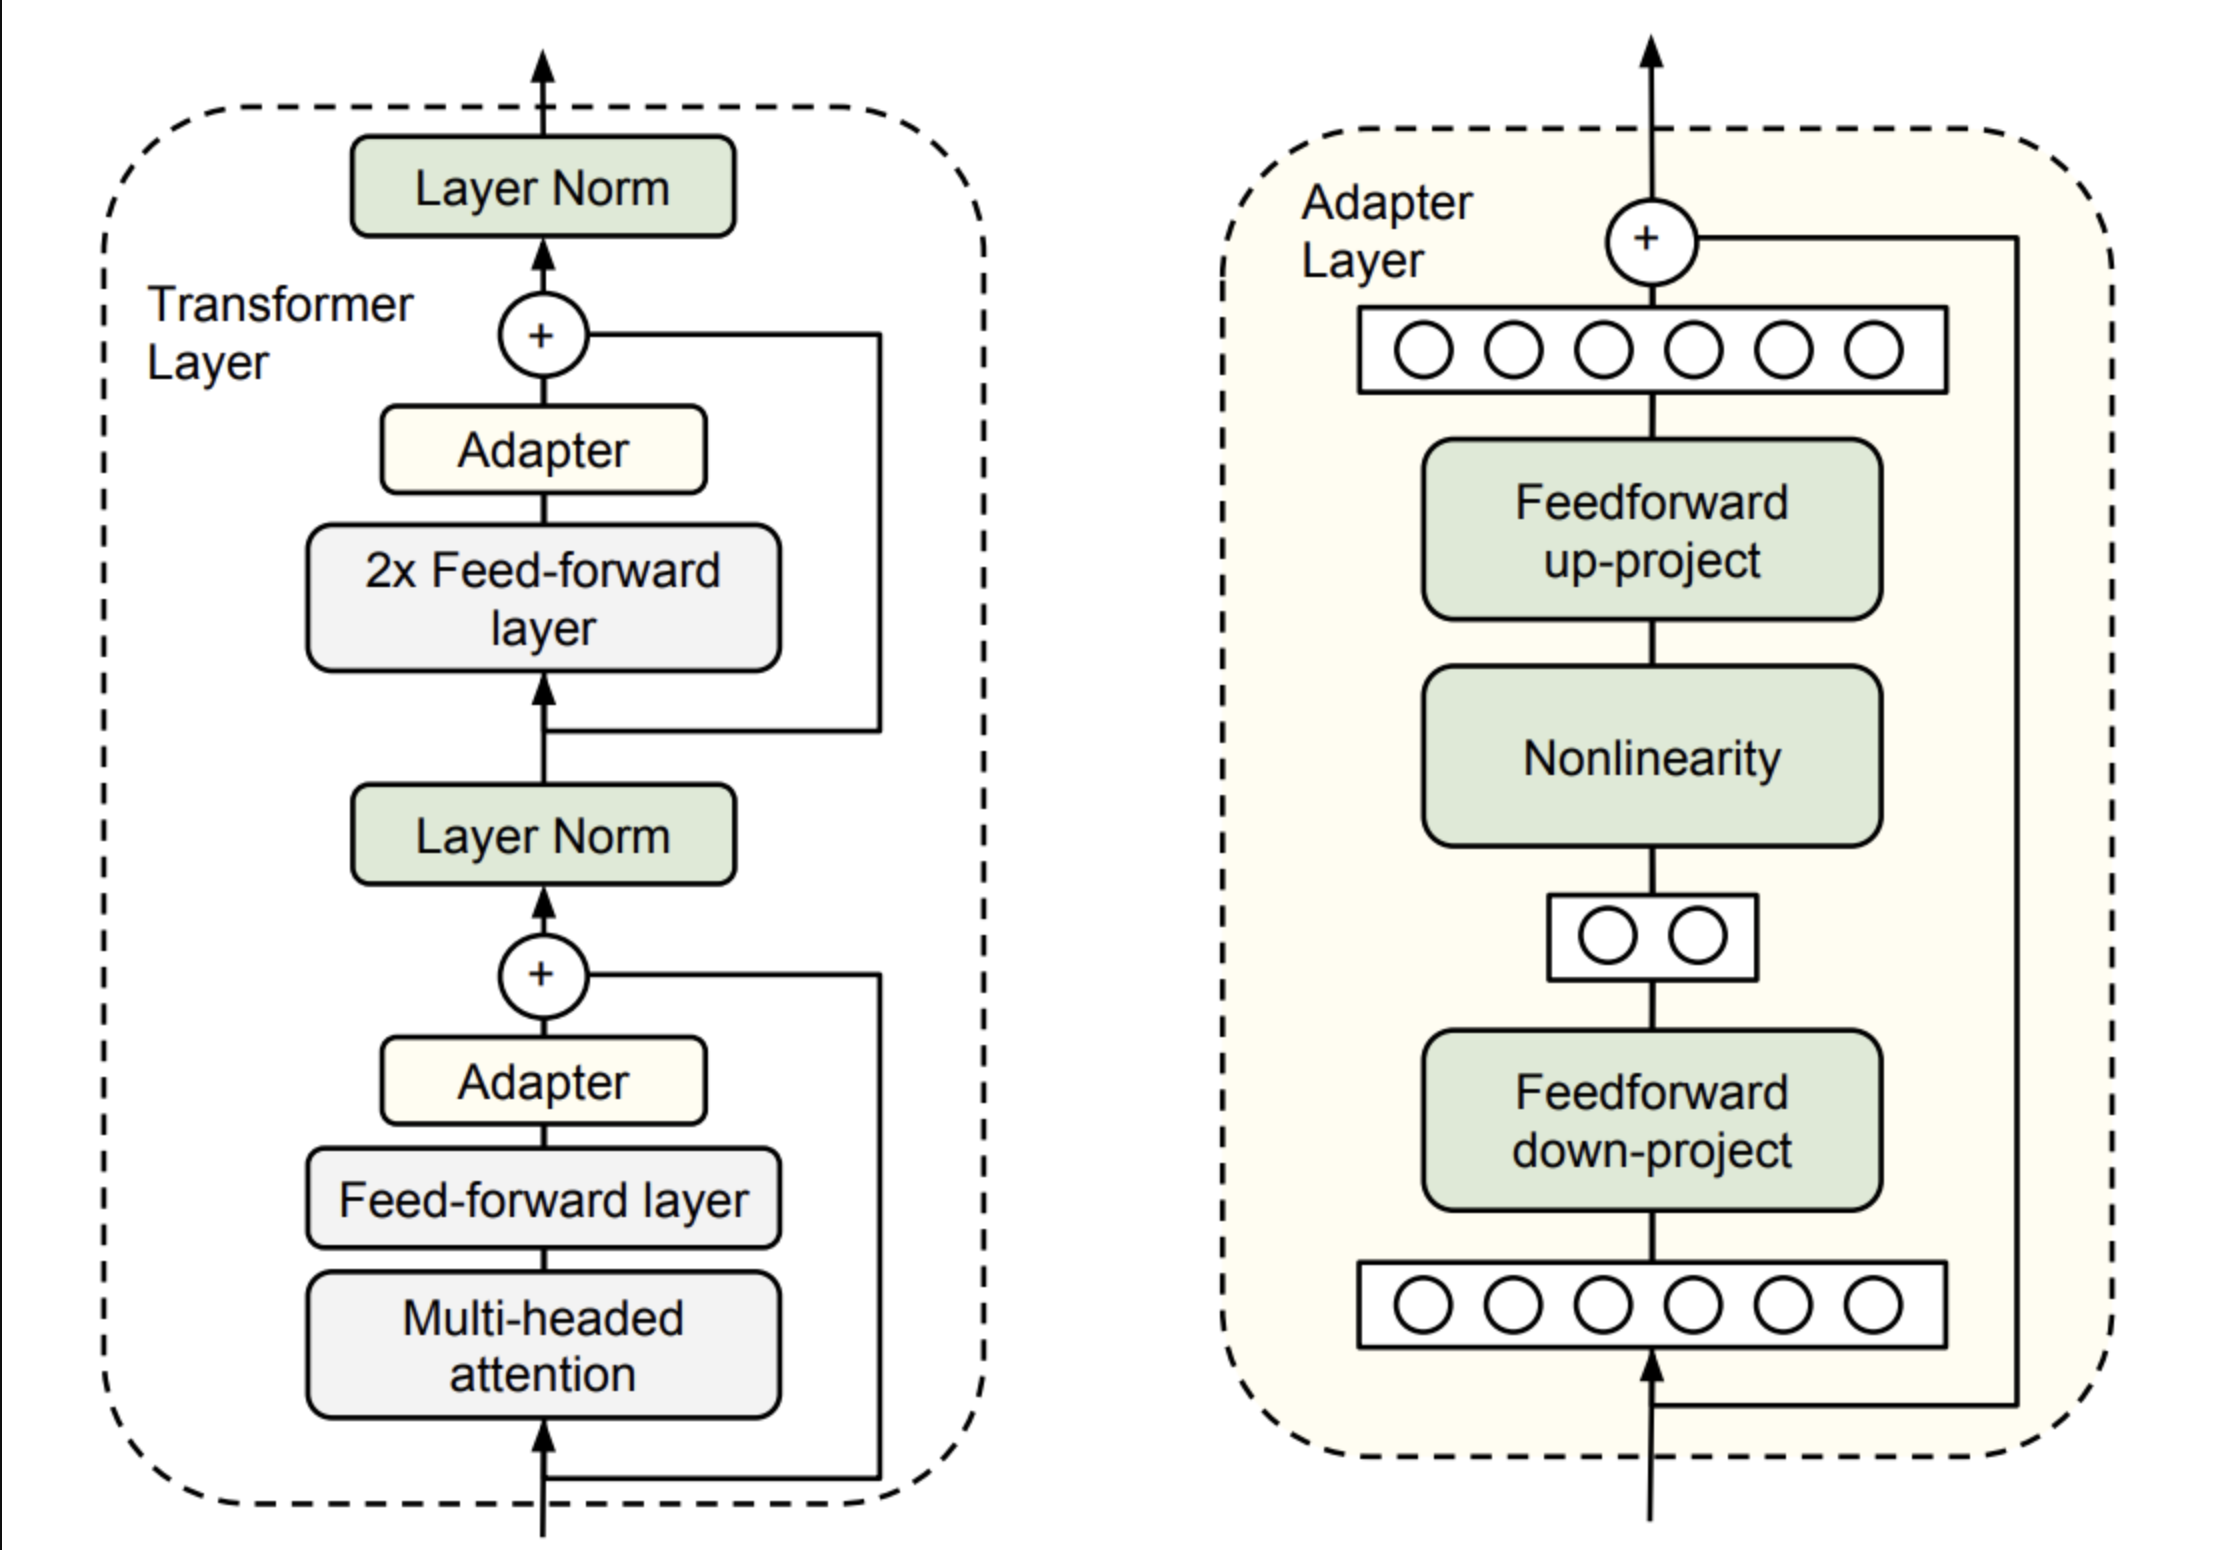 Layer Norm
Transformer
Layer
+
Adapter
2x Feed-forward
layer
Layer Norm
+
Adapter
Feed-forward layer
Multi-headed
attention
Adapter
Layer
+
Feedforward
up-project
Nonlinearity
Feedforward
down-project